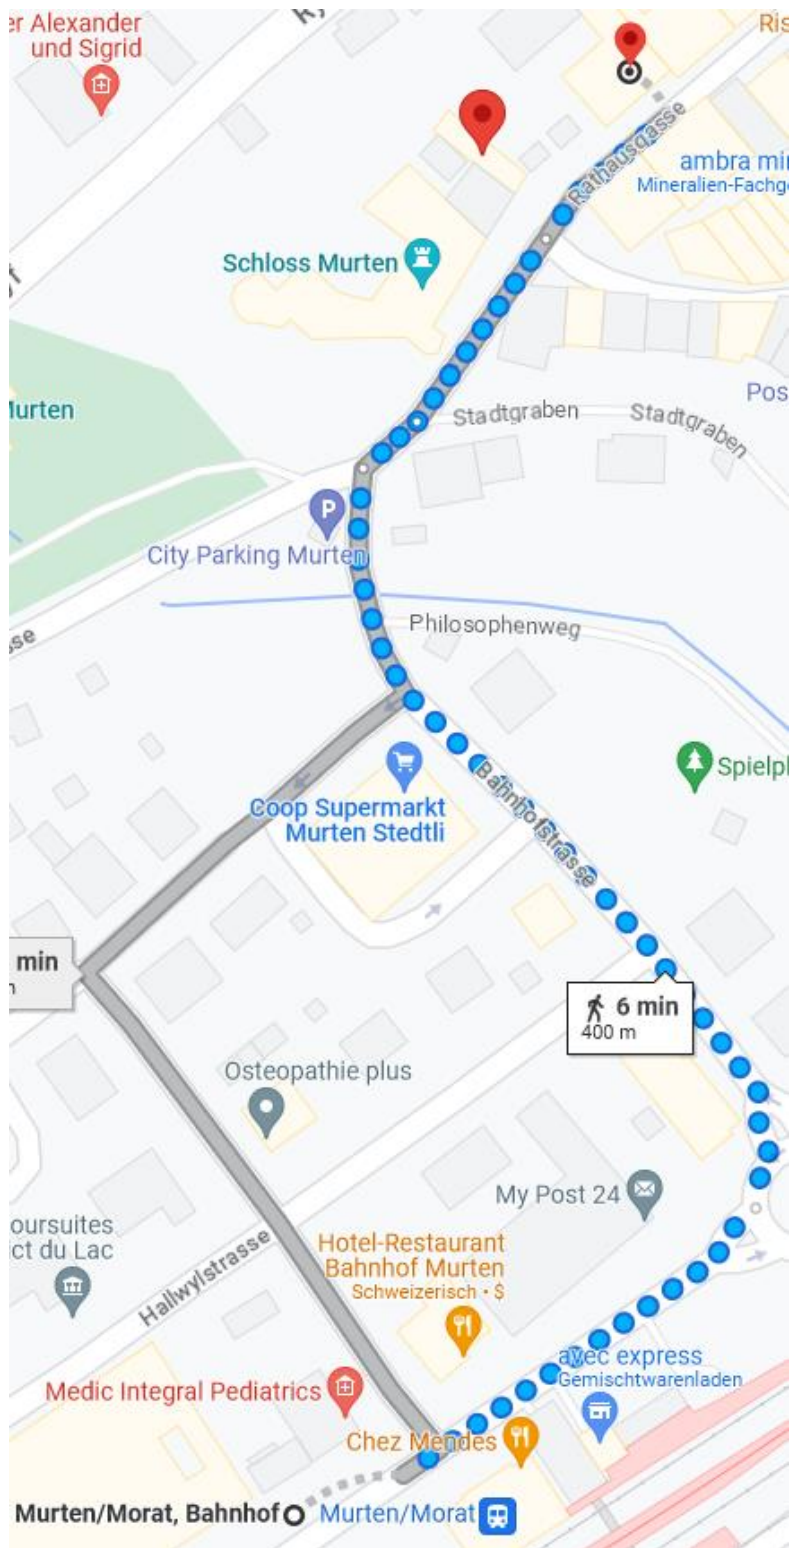 er Alexander
und Sigrid
Ris
Rathausgasse
ambra mi
Mineralien-Fachg
Schloss Murten
Stadtgraben
Stadtgraben
Pos
Murten
P
City Parking Murten
sse
Philosophenweg
Spielpl
Coop Supermarkt
Murten Stedtli
Bahnhofstrasse
min
6 min
400 m
Osteopathie plus
My Post 24
oursuites
ct du Lac
Hallwylstrasse
Hotel-Restaurant
Bahnhof Murten
Schweizerisch • $
avec express
Gemischtwarenladen
Medic Integral Pediatrics
Chez Mendes
Murten/Morat, Bahnhof
Murten/Morat